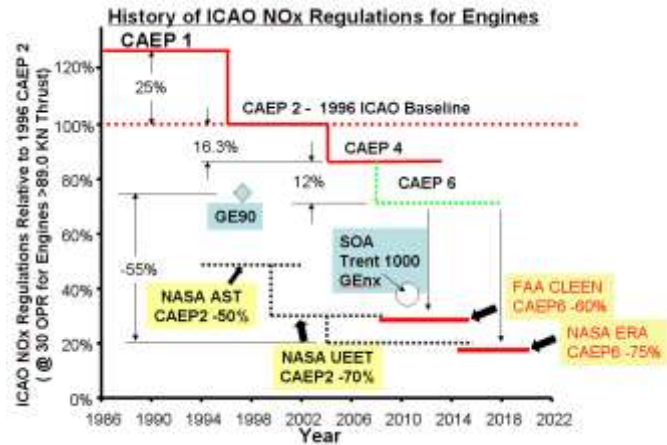 History of ICAO NOx Regulations for Engines
ICAO NOx Regulations Relative to 1996 CAEP 2
( @ 30 OPR for Engines >89.0 KN Thrust)
120%
100%
80%
60%
40%
20%
0%
CAEP 1
25%
CAEP 2 - 1996 ICAO Baseline
16.3%
CAEP 4
12%
CAEP 6
GE90
-55%
SOA
Trent 1000
GEnx
NASA AST
CAEP2 -50%
FAA CLEEN
CAEP6 -60%
NASA UEET
CAEP2 -70%
NASA ERA
CAEP6 -75%
1986 1990 1994 1998 2002 2006 2010 2014 2018 2022
Year